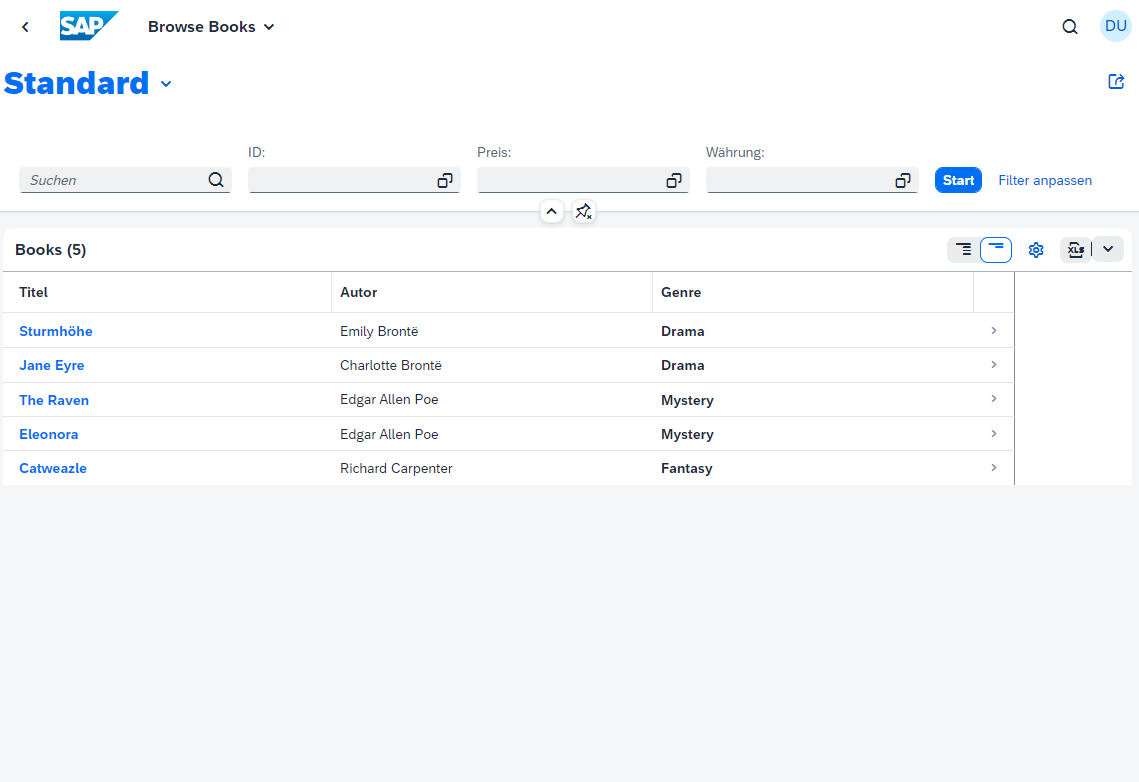 SAP Browse Books DU
Standard
ID: Preis: Währung:
Suchen Start Filter anpassen
Books (5) XLS
Titel Autor Genre
Sturmhöhe Emily Brontë Drama
Jane Eyre Charlotte Brontë Drama
The Raven Edgar Allen Poe Mystery
Eleonora Edgar Allen Poe Mystery
Catweazle Richard Carpenter Fantasy